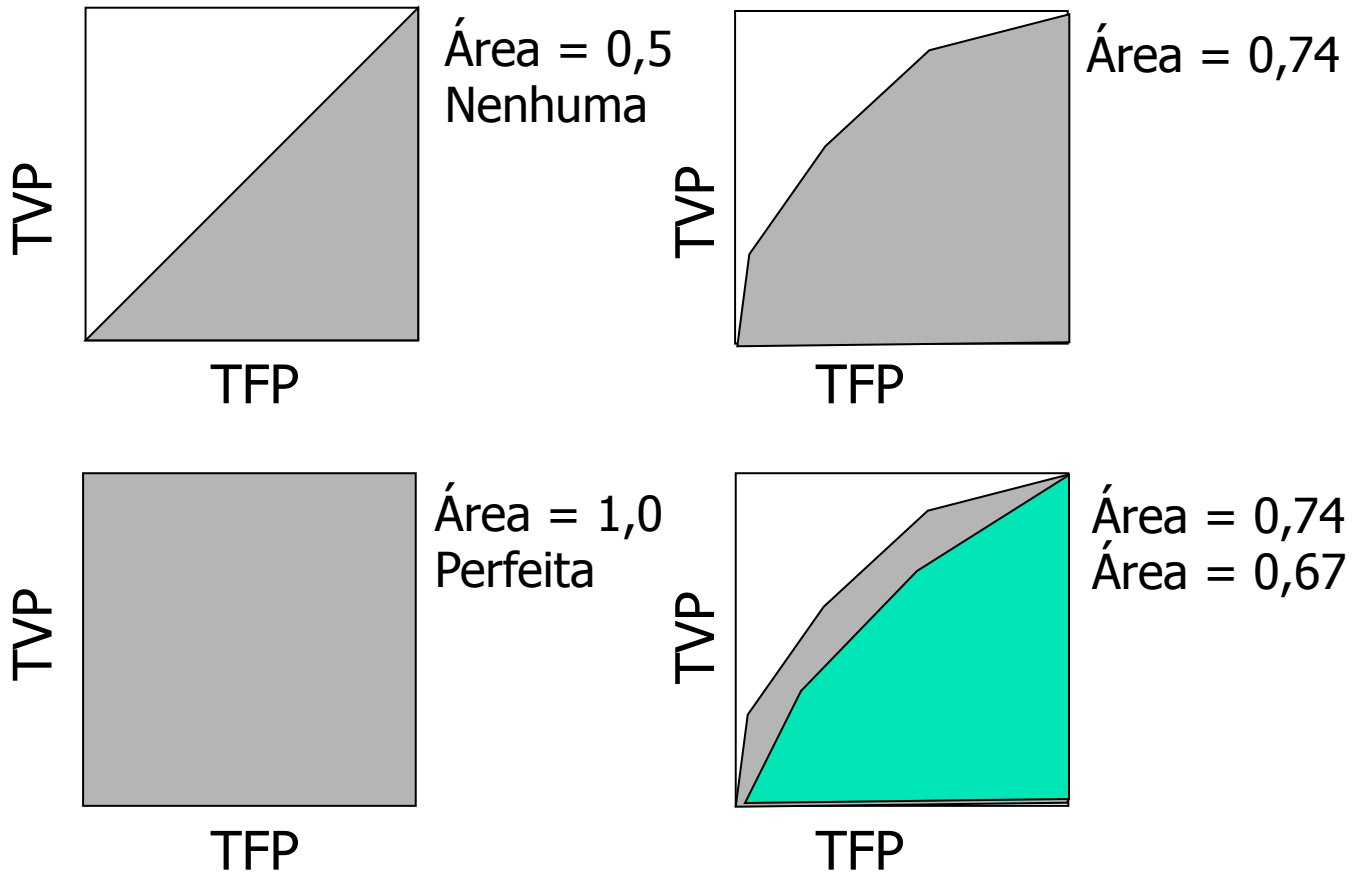 Área = 0,5
Nenhuma
TVP
TFP
Área = 0,74
TVP
TFP
Área = 1,0
Perfeita
TVP
TFP
Área = 0,74
Área = 0,67
TVP
TFP